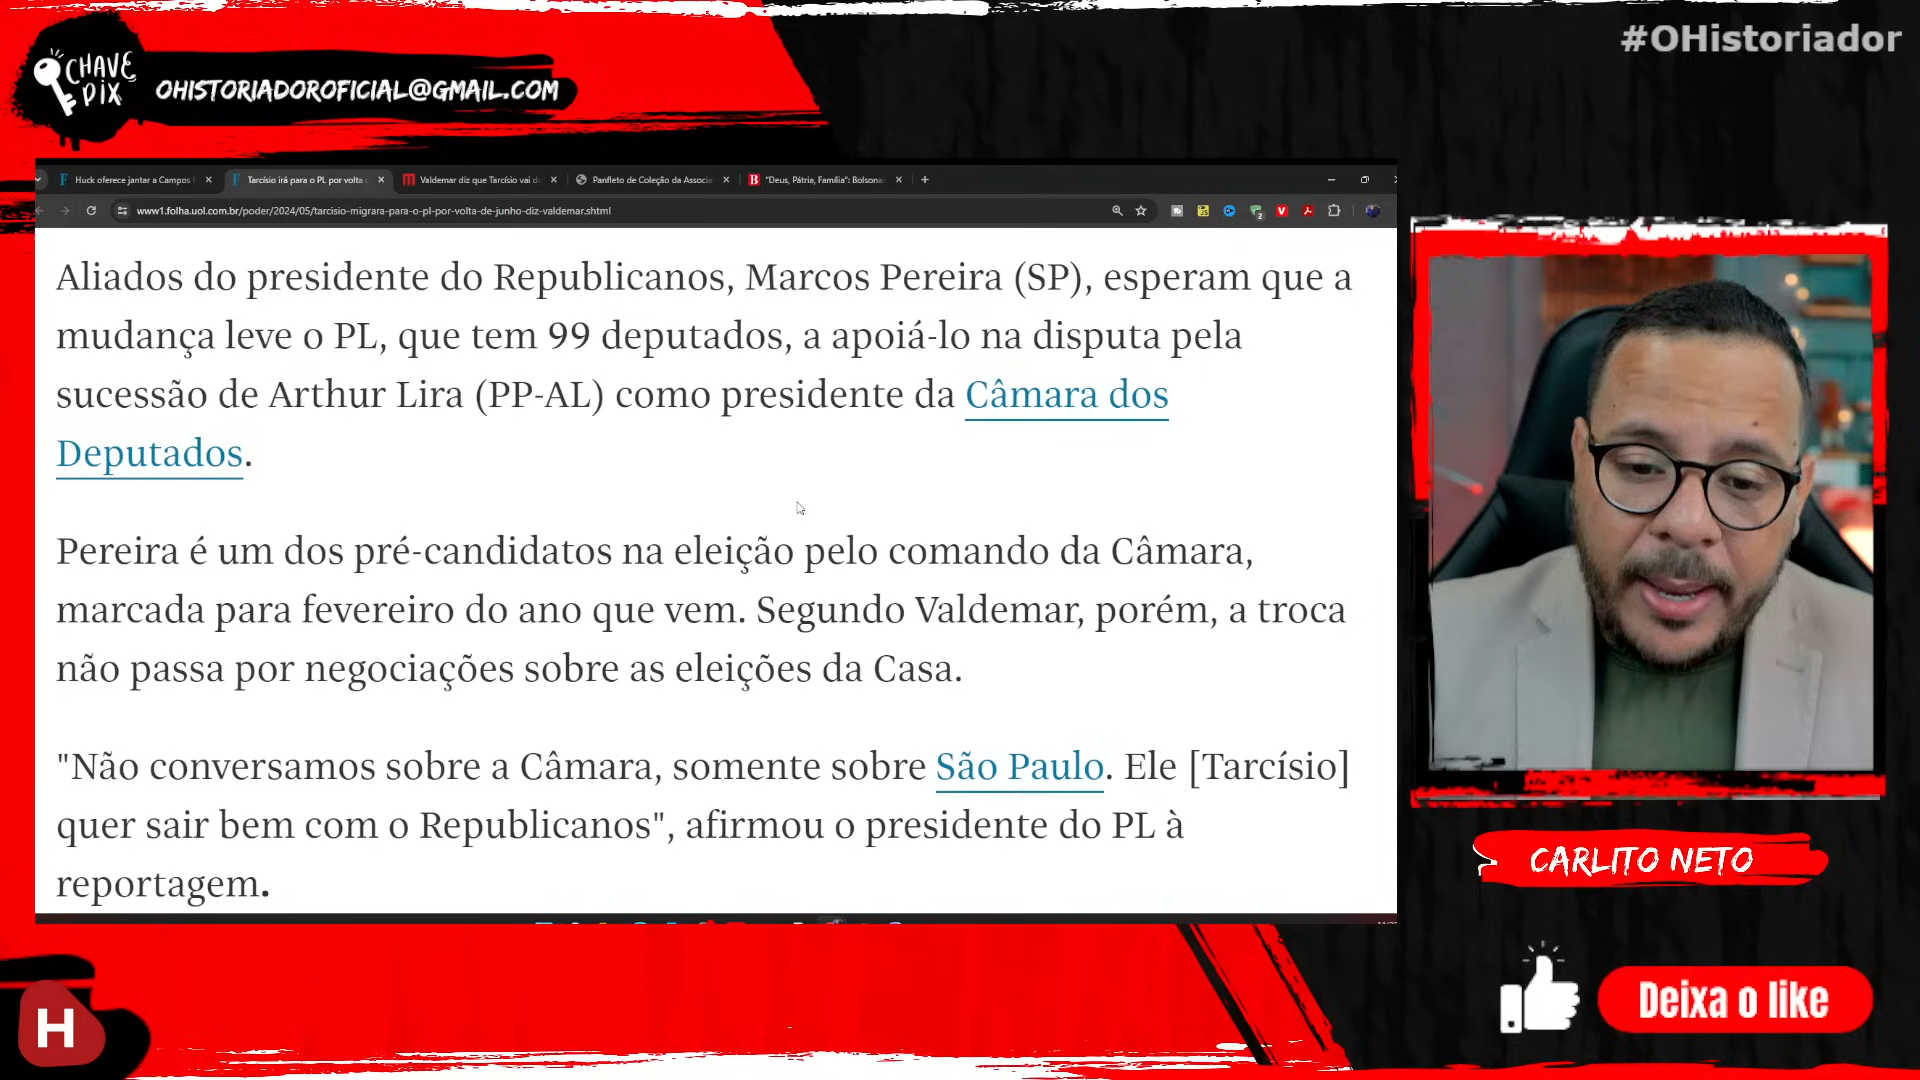 #OHistoriador
CHAVE
PIX
OHISTORIADOROFICIAL@GMAIL.COM
Huck oferece jantar a Campos
Tarcísio irá para o PL por volta
Valdemar diz que Tarcísio vai de
Panfleto de Coleção da Associa
"Deus, Pátria, Família": Bolsona
www1.folha.uol.com.br/poder/2024/05/tarcisio-migrara-para-o-pl-por-volta-de-junho-diz-valdemar.shtml
Aliados do presidente do Republicanos, Marcos Pereira (SP), esperam que a
mudança leve o PL, que tem 99 deputados, a apoiá-lo na disputa pela
sucessão de Arthur Lira (PP-AL) como presidente da Câmara dos
Deputados.
Pereira é um dos pré-candidatos na eleição pelo comando da Câmara,
marcada para fevereiro do ano que vem. Segundo Valdemar, porém, a troca
não passa por negociações sobre as eleições da Casa.
"Não conversamos sobre a Câmara, somente sobre São Paulo. Ele [Tarcísio]
quer sair bem com o Republicanos", afirmou o presidente do PL à
reportagem.
CARLITO NETO
Deixa o like
H